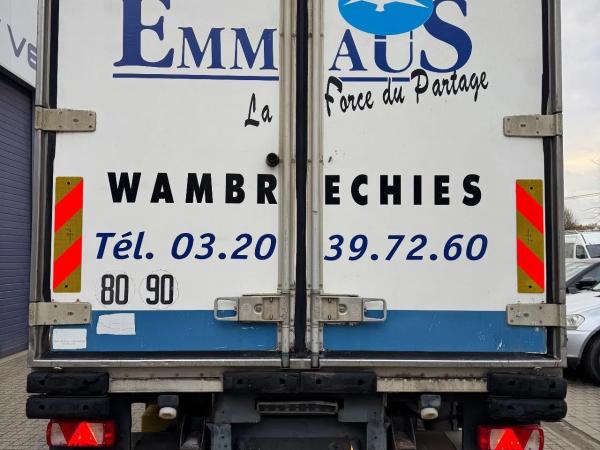 EMMAUS
La Force du Partage
WAMBRECHIES
Tél. 03.20 39.72.60
80 90